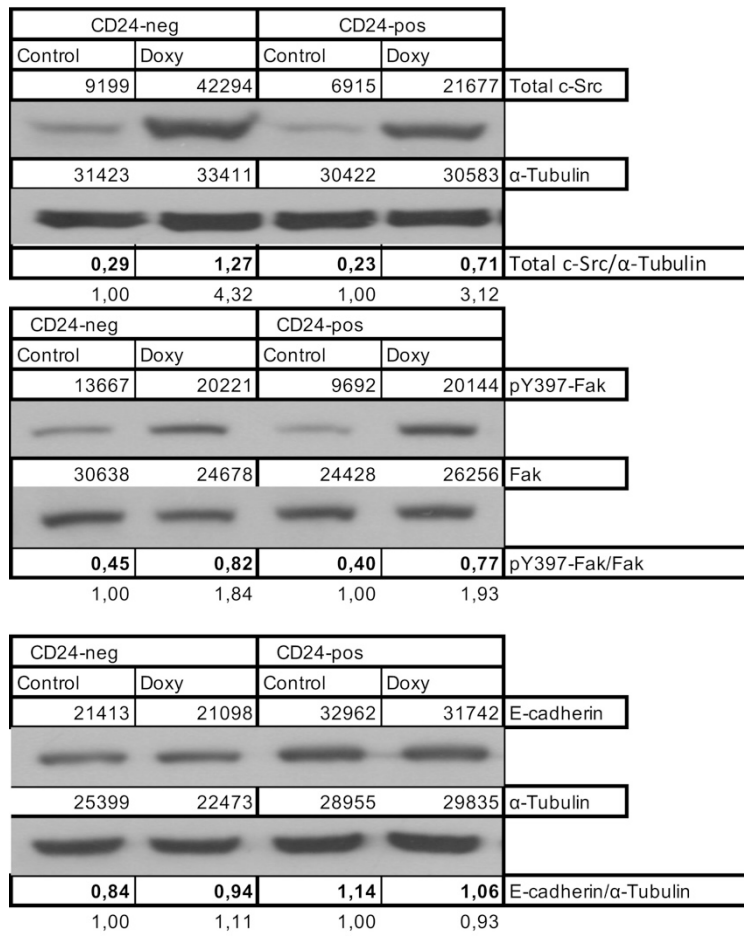 CD24-neg CD24-pos
Control Doxy Control Doxy
9199 42294 6915 21677 Total c-Src
31423 33411 30422 30583 α-Tubulin
0,29 1,27 0,23 0,71 Total c-Src/α-Tubulin
1,00 4,32 1,00 3,12
CD24-neg CD24-pos
Control Doxy Control Doxy
13667 20221 9692 20144 pY397-Fak
30638 24678 24428 26256 Fak
0,45 0,82 0,40 0,77 pY397-Fak/Fak
1,00 1,84 1,00 1,93
CD24-neg CD24-pos
Control Doxy Control Doxy
21413 21098 32962 31742 E-cadherin
25399 22473 28955 29835 α-Tubulin
0,84 0,94 1,14 1,06 E-cadherin/α-Tubulin
1,00 1,11 1,00 0,93